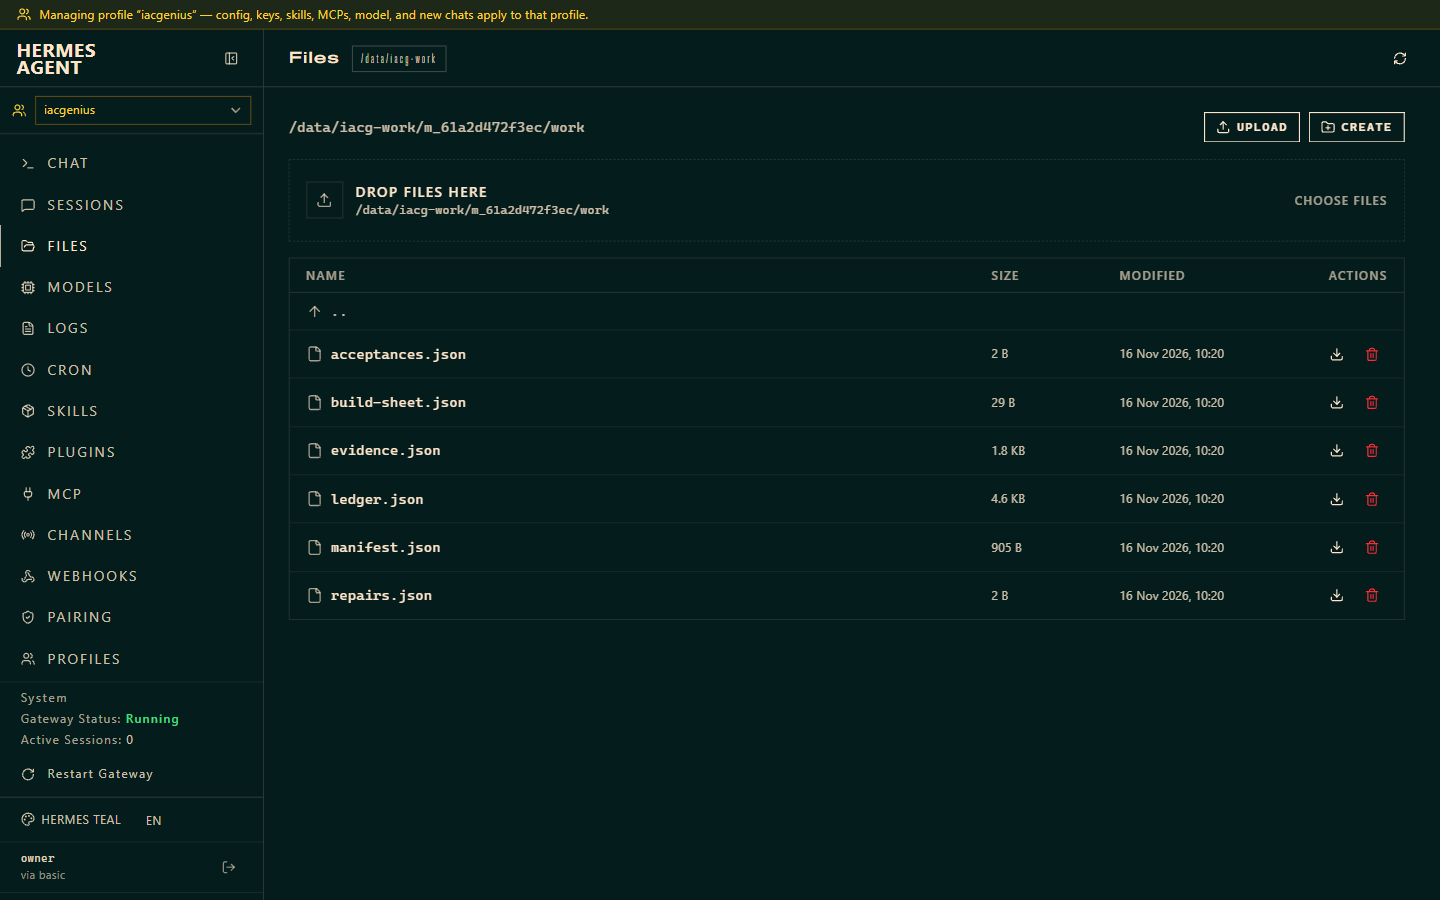 Managing profile "iacgenius" — config, keys, skills, MCPs, model, and new chats apply to that profile.
HERMES
AGENT
iacgenius
CHAT
SESSIONS
FILES
MODELS
LOGS
CRON
SKILLS
PLUGINS
MCP
CHANNELS
WEBHOOKS
PAIRING
PROFILES
System
Gateway Status: Running
Active Sessions: 0
Restart Gateway
HERMES TEAL EN
owner
via basic
Files /data/iacg-work
/data/iacg-work/m_61a2d472f3ec/work UPLOAD CREATE
DROP FILES HERE
/data/iacg-work/m_61a2d472f3ec/work
CHOOSE FILES
NAME SIZE MODIFIED ACTIONS
..
acceptances.json 2 B 16 Nov 2026, 10:20
build-sheet.json 29 B 16 Nov 2026, 10:20
evidence.json 1.8 KB 16 Nov 2026, 10:20
ledger.json 4.6 KB 16 Nov 2026, 10:20
manifest.json 905 B 16 Nov 2026, 10:20
repairs.json 2 B 16 Nov 2026, 10:20